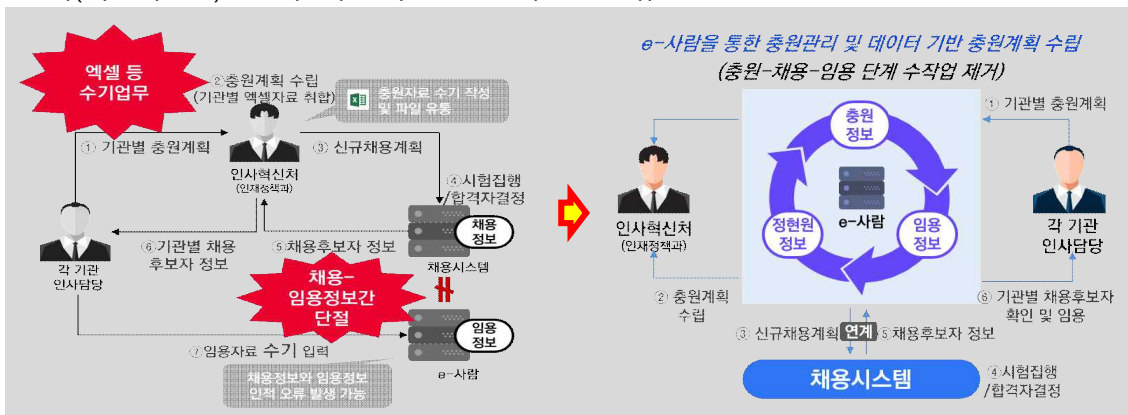 엑셀 등
수기업무
②충원계획 수립
(기관별 엑셀자료 취합)
충원자료 수기 작성
및 파일 유통
① 기관별 충원계획
③ 신규채용계획
인사혁신처
(인재정책과)
④시험집행
/합격자결정
채용
정보
채용시스템
각 기관
인사담당
⑥기관별 채용
후보자 정보
⑤채용후보자 정보
채용-
임용정보간
단절
임용
정보
⑦임용자료 수기 입력
e-사람
채용정보와 임용정보
인적 오류 발생 가능
e-사람을 통한 충원관리 및 데이터 기반 충원계획 수립
(충원-채용-임용 단계 수작업 제거)
① 기관별 충원계획
충원
정보
e-사람
정현원
정보
임용
정보
인사혁신처
(인재정책과)
각 기관
인사담당
② 충원계획
수립
⑥ 기관별 채용후보자
확인 및 임용
③ 신규채용계획 연계 ⑤채용후보자 정보
채용시스템
④시험집행
/합격자결정